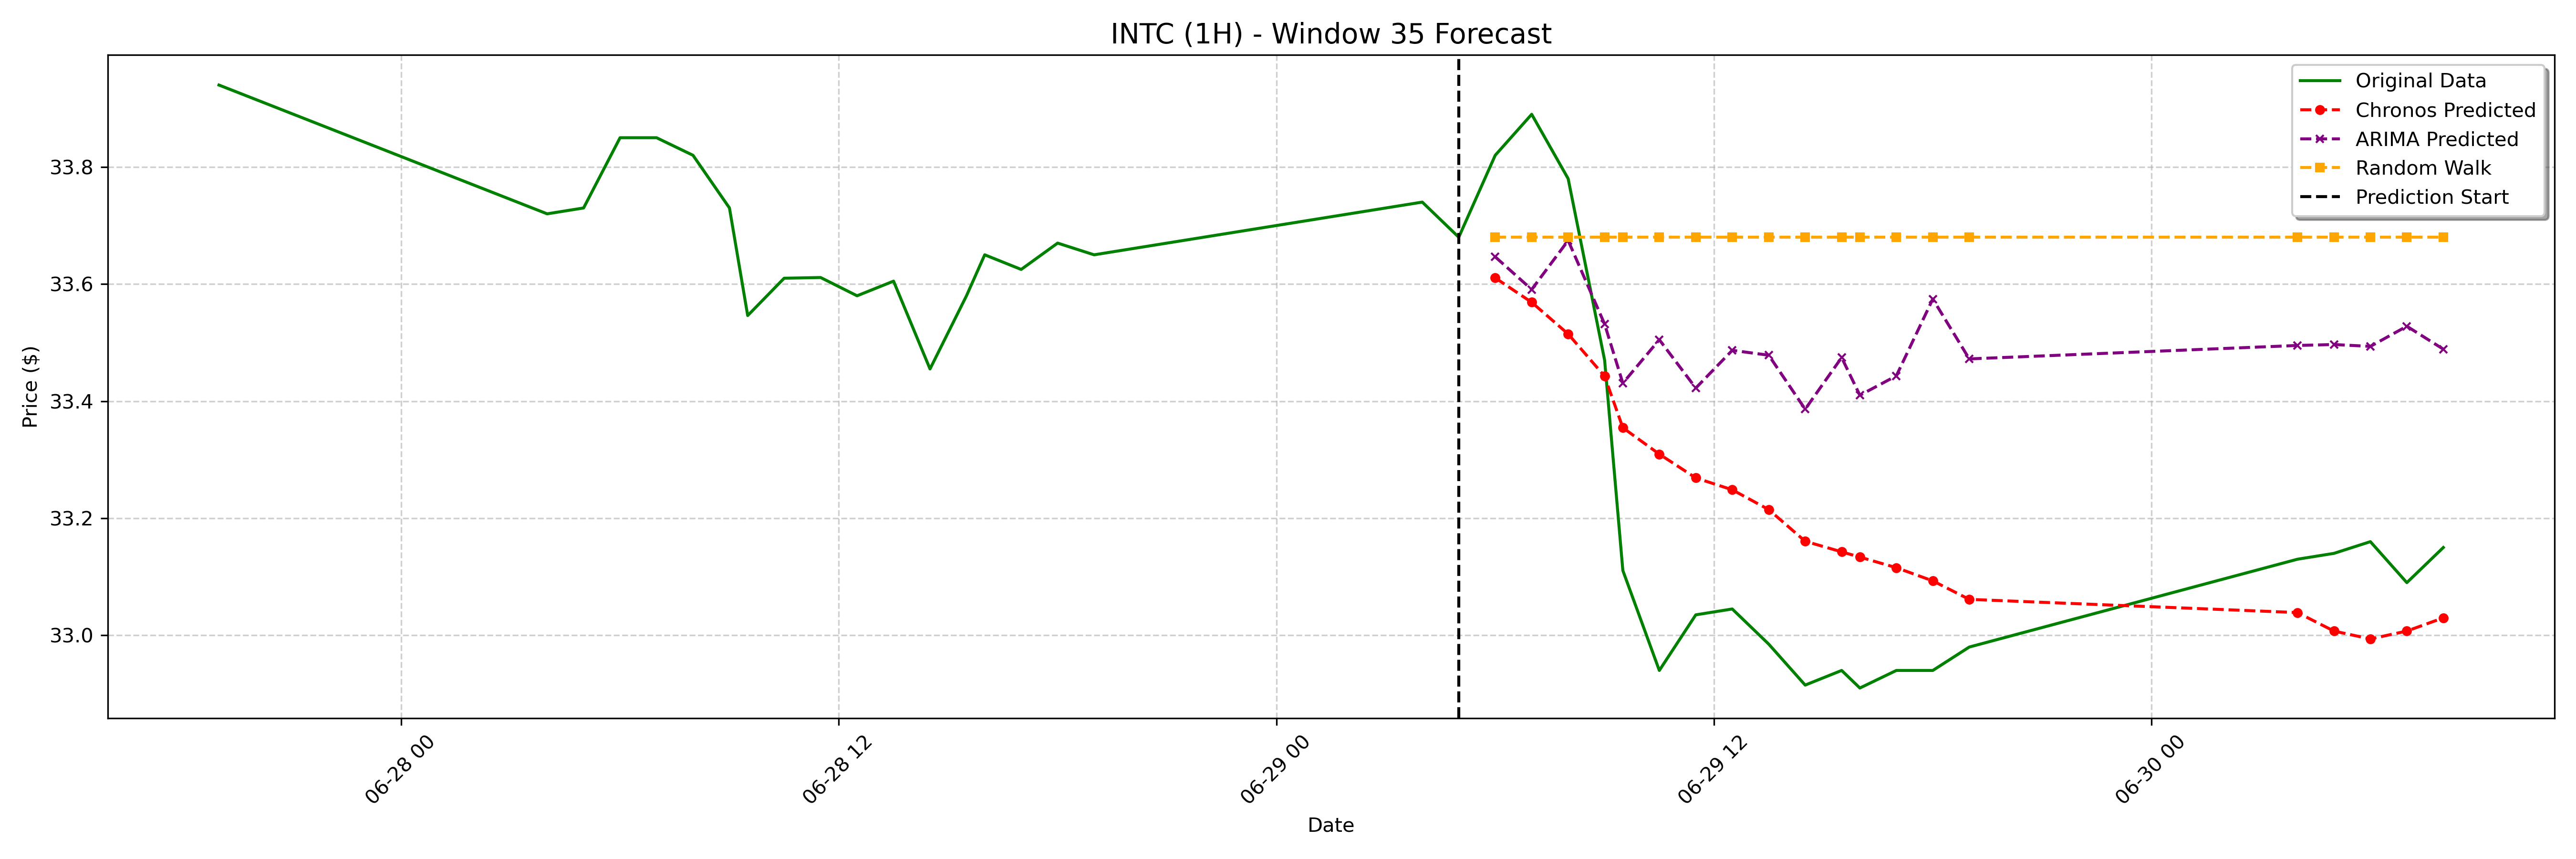 INTC (1H) - Window 35 Forecast
Original Data
Chronos Predicted
ARIMA Predicted
Random Walk
Prediction Start
Price ($)
33.8
33.6
33.4
33.2
33.0
06-28 00
06-28 12
06-29 00
06-29 12
06-30 00
Date